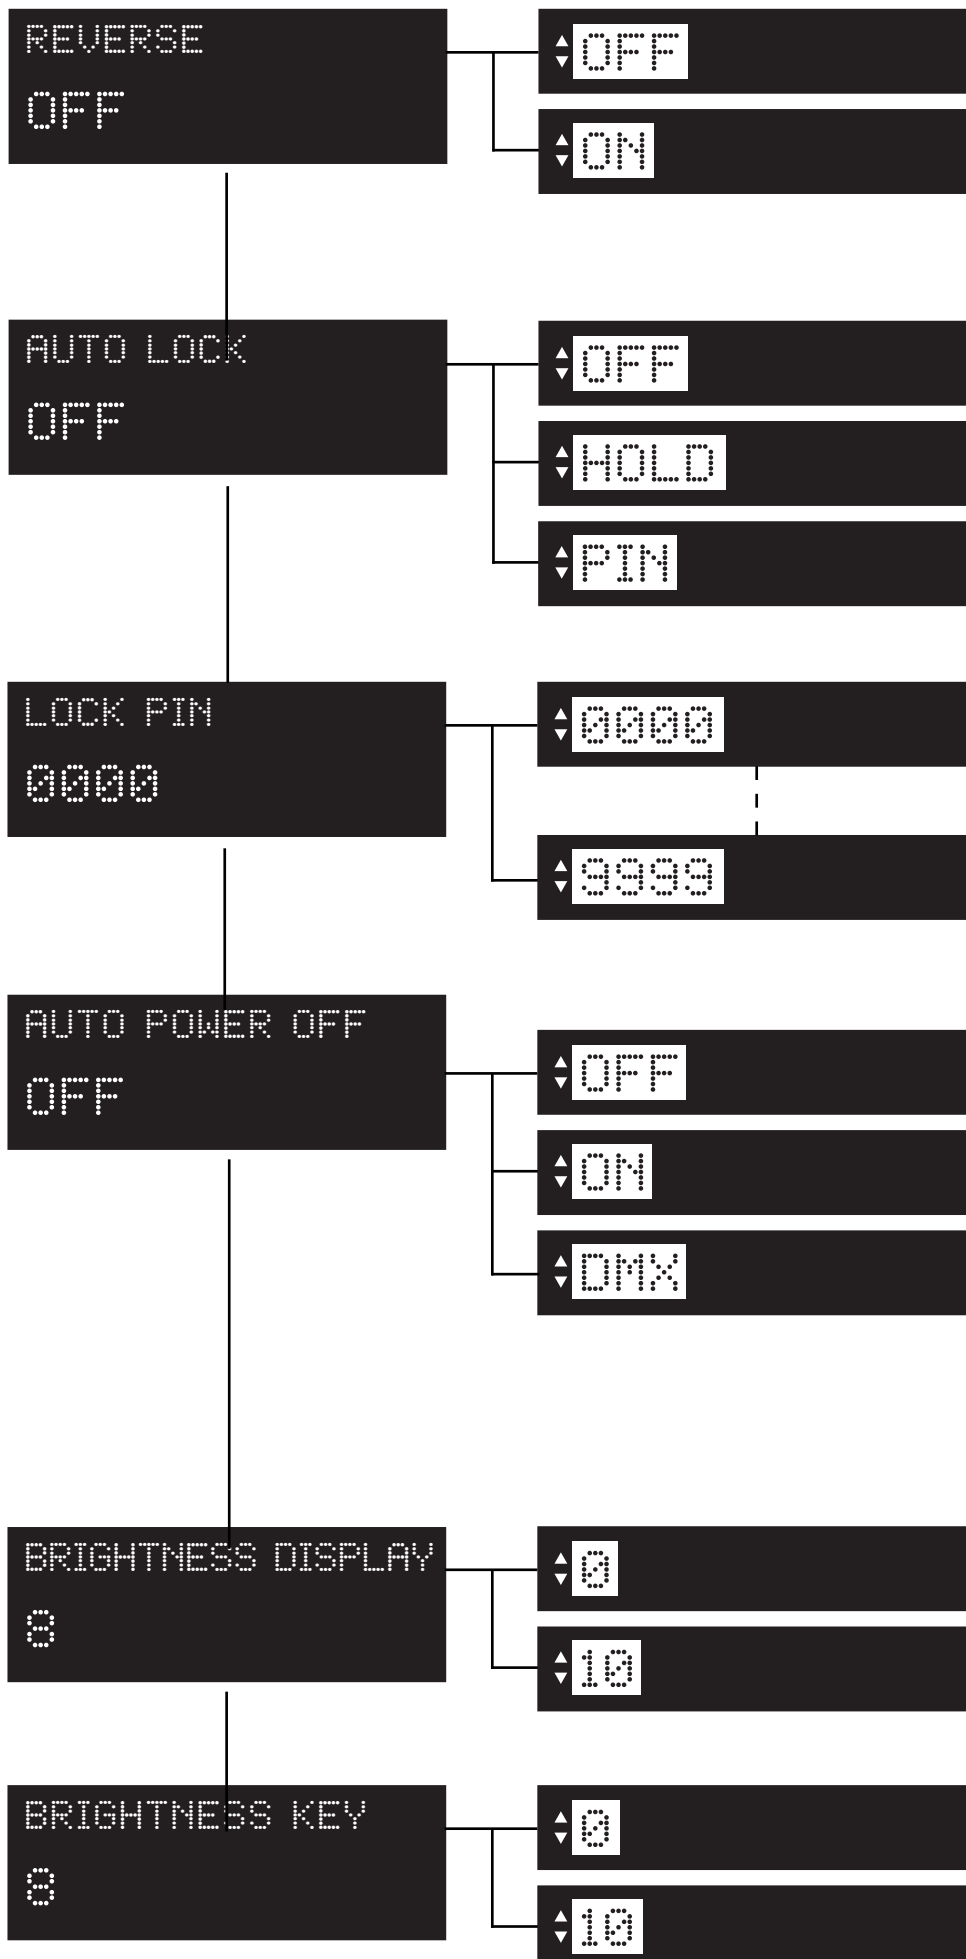 REVERSE
OFF
OFF
ON
AUTO LOCK
OFF
OFF
HOLD
PIN
LOCK PIN
0000
0000
9999
AUTO POWER OFF
OFF
OFF
ON
DMX
BRIGHTNESS DISPLAY
8
0
10
BRIGHTNESS KEY
8
0
10